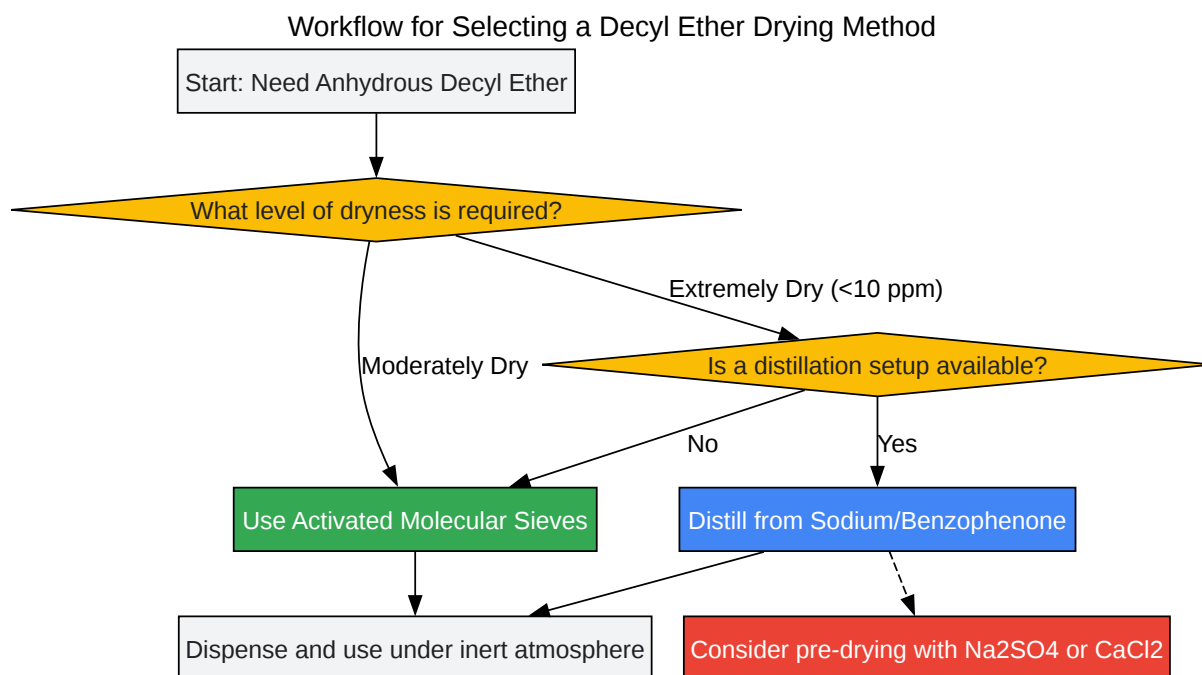 Workflow for Selecting a Decyl Ether Drying Method
Start: Need Anhydrous Decyl Ether
What level of dryness is required?
Extremely Dry (<10 ppm)
Moderately Dry
Is a distillation setup available?
No
Yes
Use Activated Molecular Sieves
Distill from Sodium/Benzophenone
Dispense and use under inert atmosphere
Consider pre-drying with Na2SO4 or CaCl2